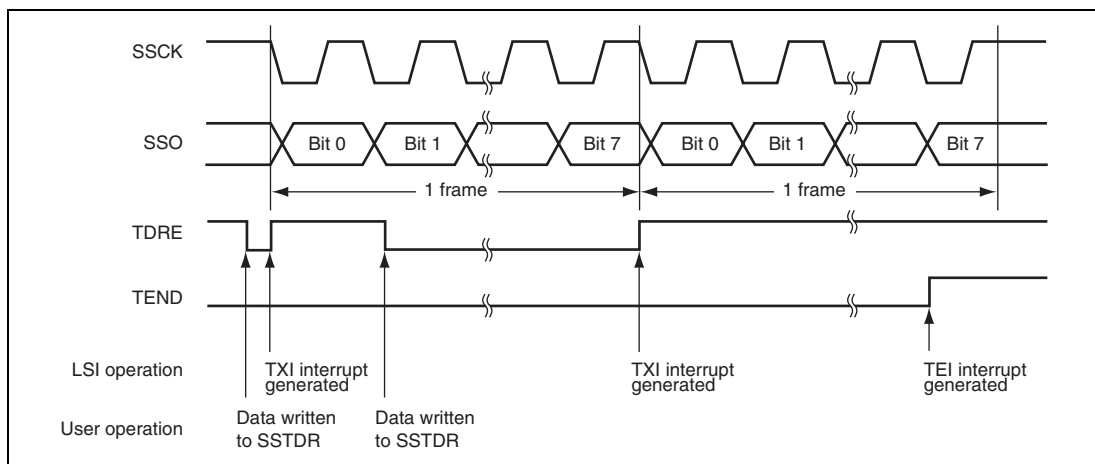 SSCK
SSO
Bit 0
Bit 1
Bit 7
Bit 0
Bit 1
Bit 7
1 frame
1 frame
TDRE
TEND
LSI operation
TXI interrupt
generated
TXI interrupt
generated
TEI interrupt
generated
User operation
Data written
to SSTDR
Data written
to SSTDR